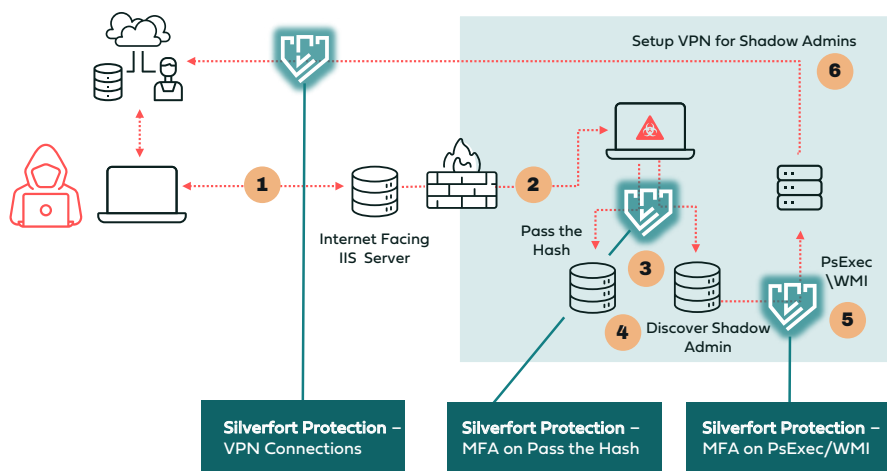 Setup VPN for Shadow Admins
6
1
2
Internet Facing
IIS Server
Pass the
Hash
3
4
Discover Shadow
Admin
PsExec
\WMI
5
Silverfort Protection –
VPN Connections
Silverfort Protection –
MFA on Pass the Hash
Silverfort Protection –
MFA on PsExec/WMI